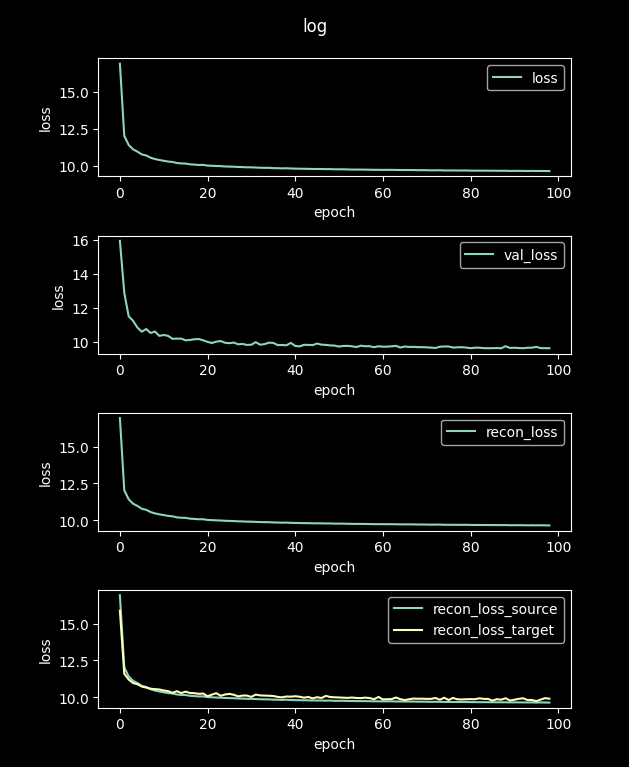 log
15.0
12.5
10.0
loss
loss
0 20 40 60 80 100
epoch
16
14
12
10
loss
val_loss
0 20 40 60 80 100
epoch
15.0
12.5
10.0
loss
recon_loss
0 20 40 60 80 100
epoch
15.0
12.5
10.0
loss
recon_loss_source
recon_loss_target
0 20 40 60 80 100
epoch